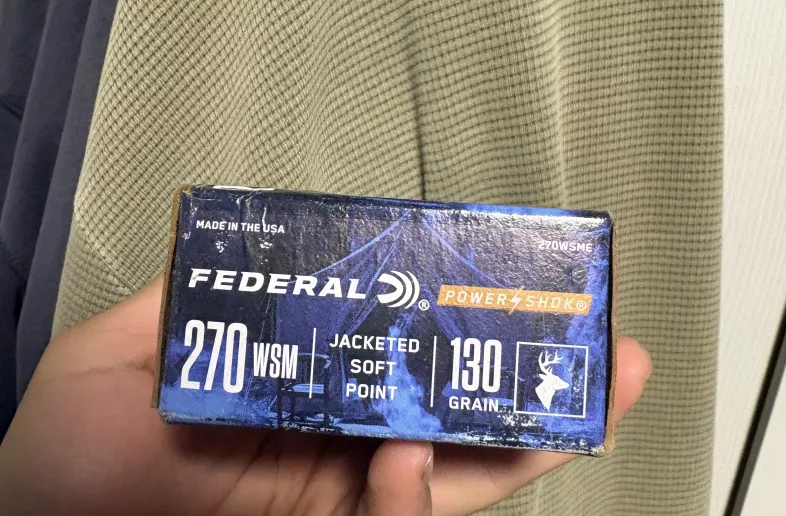 MADE IN THE USA
270WSME
FEDERAL ®
POWER SHOK®
270 WSM
JACKETED
SOFT
POINT
130
GRAIN